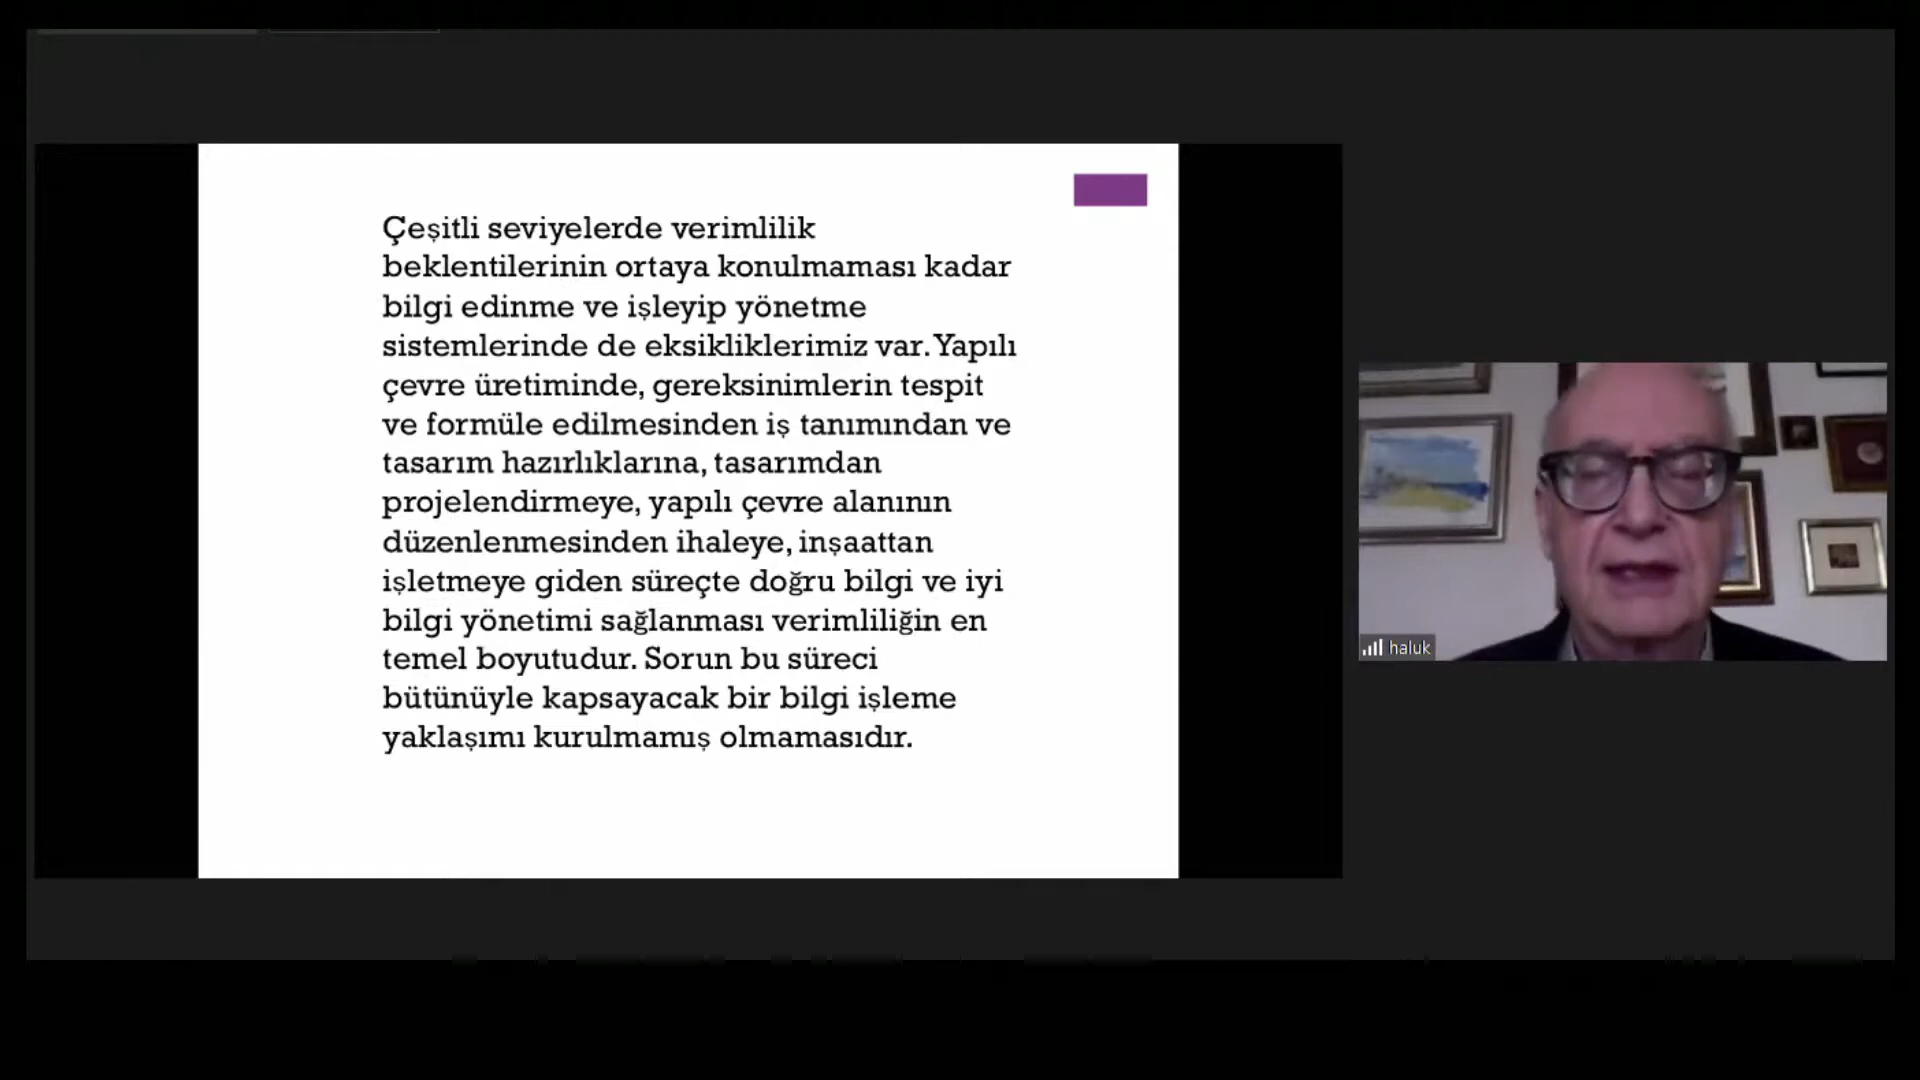 Çeşitli seviyelerde verimlilik
beklentilerinin ortaya konulmaması kadar
bilgi edinme ve işleyip yönetme
sistemlerinde de eksikliklerimiz var. Yapılı
çevre üretiminde, gereksinimlerin tespit
ve formüle edilmesinden iş tanımından ve
tasarım hazırlıklarına, tasarımdan
projelendirmeye, yapılı çevre alanının
düzenlenmesinden ihaleye, inşaattan
işletmeye giden süreçte doğru bilgi ve iyi
bilgi yönetimi sağlanması verimliliğin en
temel boyutudur. Sorun bu süreci
bütünüyle kapsayacak bir bilgi işleme
yaklaşımı kurulmamış olmamasıdır.
haluk